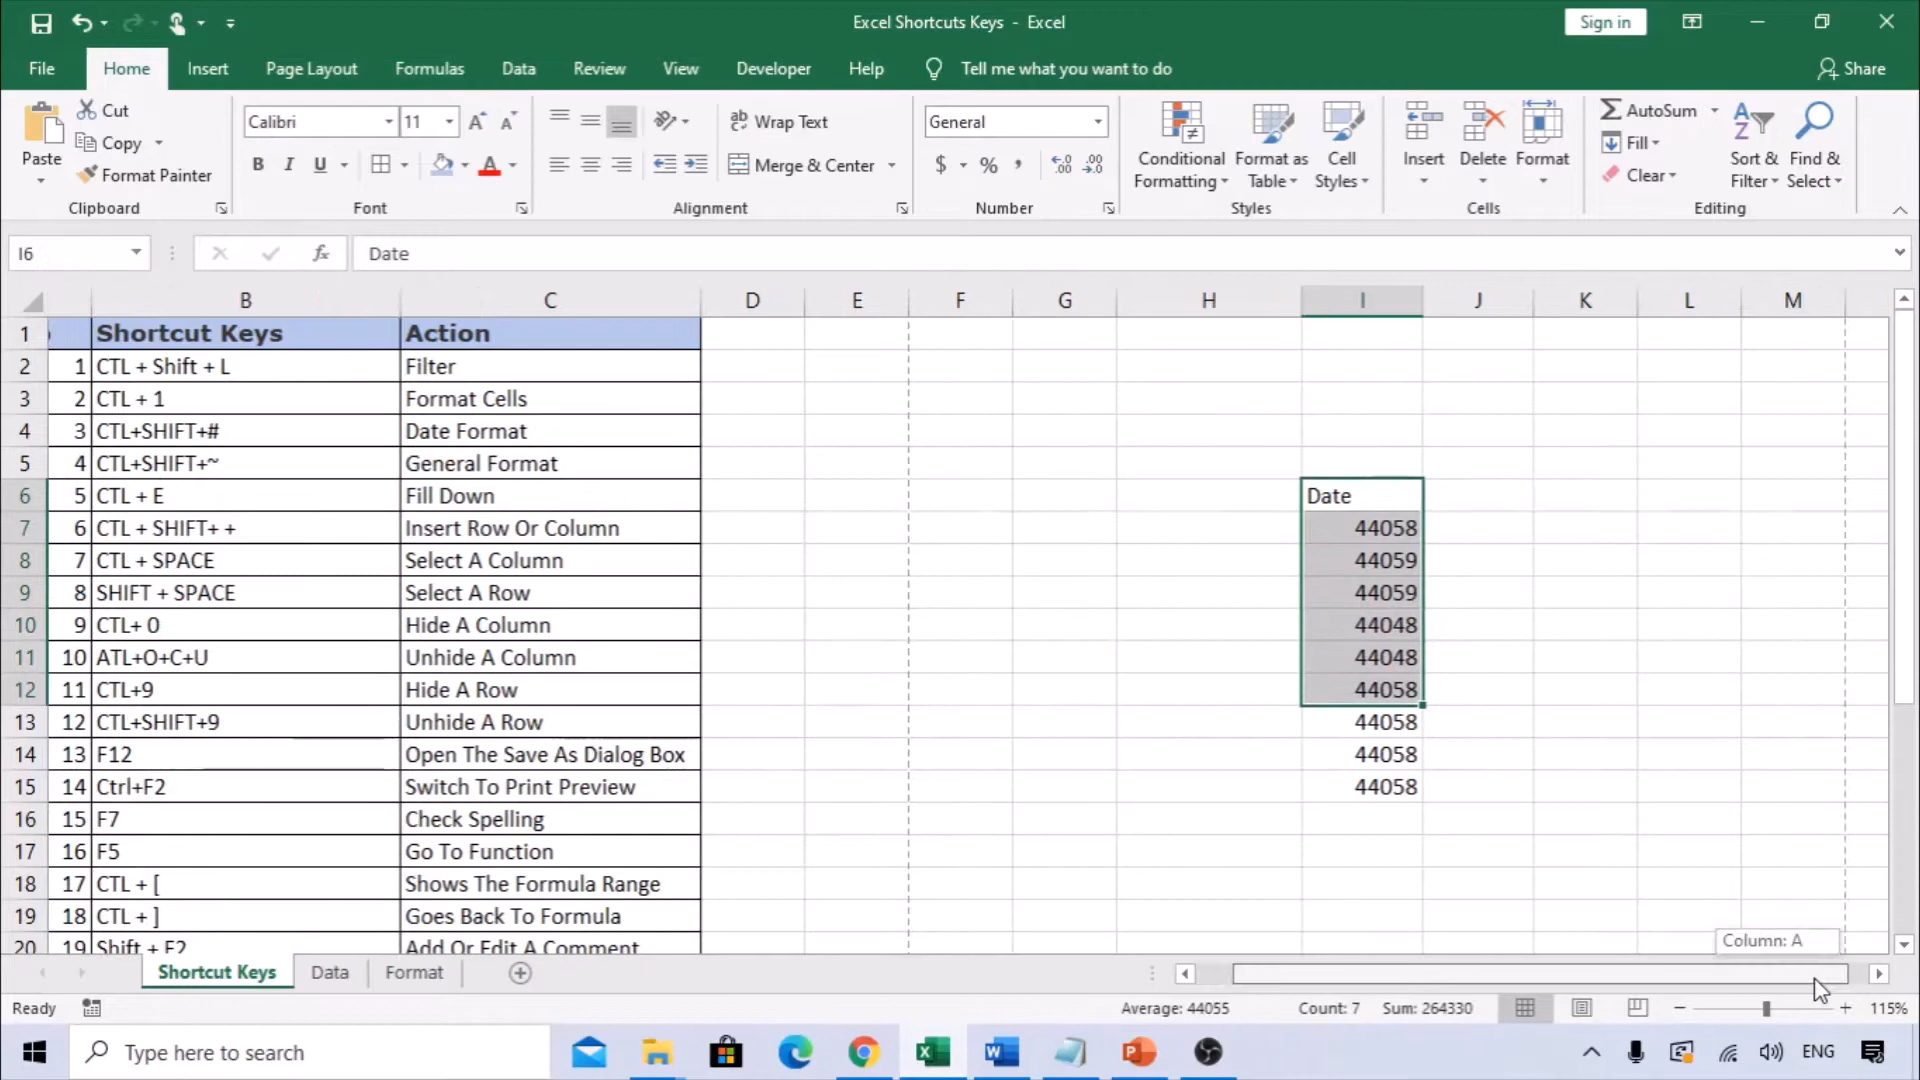 Excel Shortcuts Keys - Excel
Sign in
File Home Insert Page Layout Formulas Data Review View Developer Help Tell me what you want to do Share
Paste
Cut
Copy
Format Painter
Clipboard
Calibri 11
B I U
Font
Wrap Text
Merge & Center
Alignment
General
$ % ,
Number
Conditional Formatting
Format as Table
Cell Styles
Styles
Insert
Delete
Format
Cells
AutoSum
Fill
Clear
Sort & Filter
Find & Select
Editing
I6 fx Date
B C D E F G H I J K L M
1 Shortcut Keys Action
2 1 CTL + Shift + L Filter
3 2 CTL + 1 Format Cells
4 3 CTL+SHIFT+# Date Format
5 4 CTL+SHIFT+~ General Format
6 5 CTL + E Fill Down Date
7 6 CTL + SHIFT+ + Insert Row Or Column 44058
8 7 CTL + SPACE Select A Column 44059
9 8 SHIFT + SPACE Select A Row 44059
10 9 CTL+ 0 Hide A Column 44048
11 10 ATL+O+C+U Unhide A Column 44048
12 11 CTL+9 Hide A Row 44058
13 12 CTL+SHIFT+9 Unhide A Row 44058
14 13 F12 Open The Save As Dialog Box 44058
15 14 Ctrl+F2 Switch To Print Preview 44058
16 15 F7 Check Spelling
17 16 F5 Go To Function
18 17 CTL + [ Shows The Formula Range
19 18 CTL + ] Goes Back To Formula
20 19 Shift + F2 Add Or Edit A Comment
Column: A
Shortcut Keys Data Format
Ready Average: 44055 Count: 7 Sum: 264330 115%
Type here to search ENG